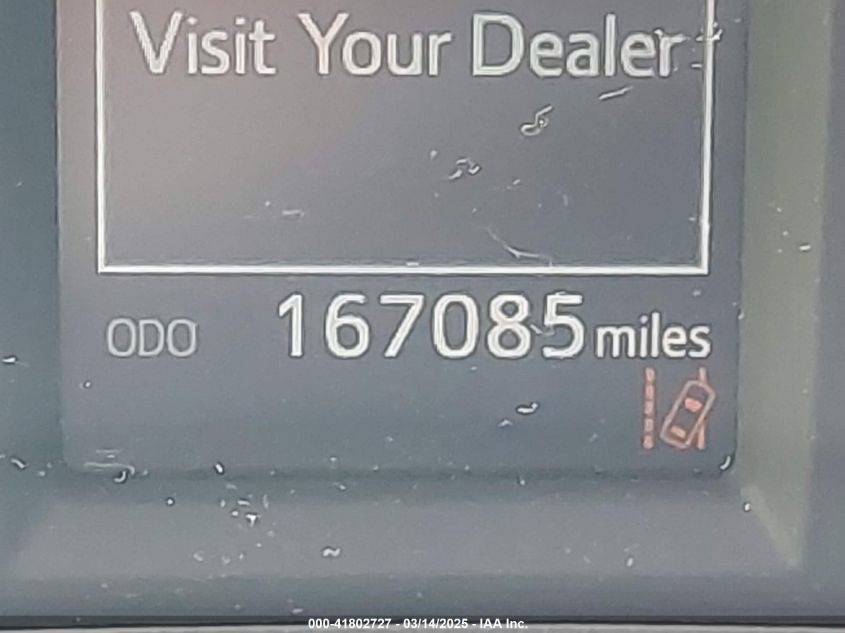 Visit Your Dealer
ODO 167085 miles
000-41802727 - 03/14/2025 - IAA Inc.